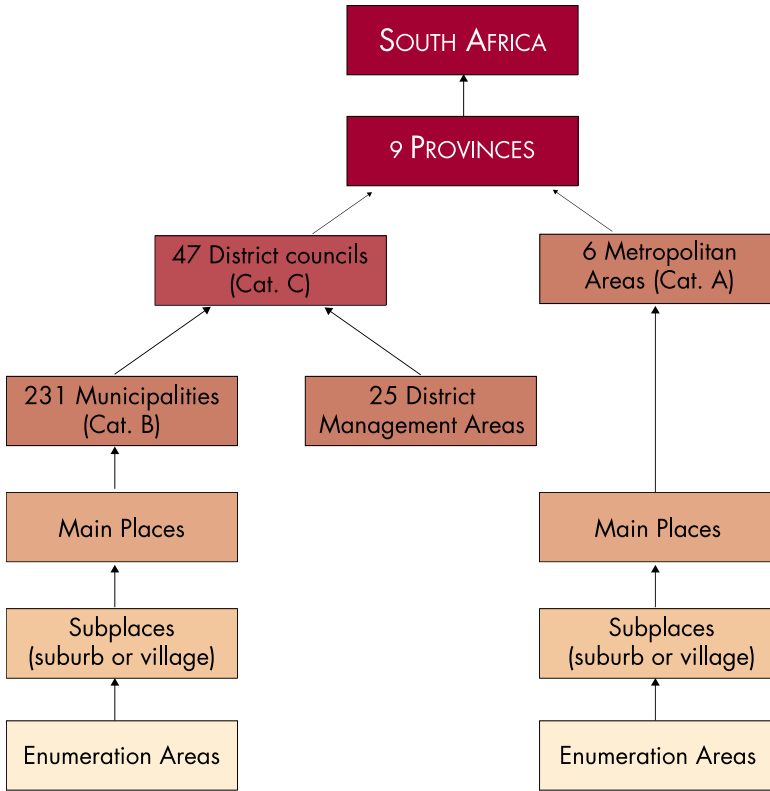 SOUTH AFRICA
9 PROVINCES
47 District councils
(Cat. C)
6 Metropolitan
Areas (Cat. A)
231 Municipalities
(Cat. B)
25 District
Management Areas
Main Places
Main Places
Subplaces
(suburb or village)
Subplaces
(suburb or village)
Enumeration Areas
Enumeration Areas